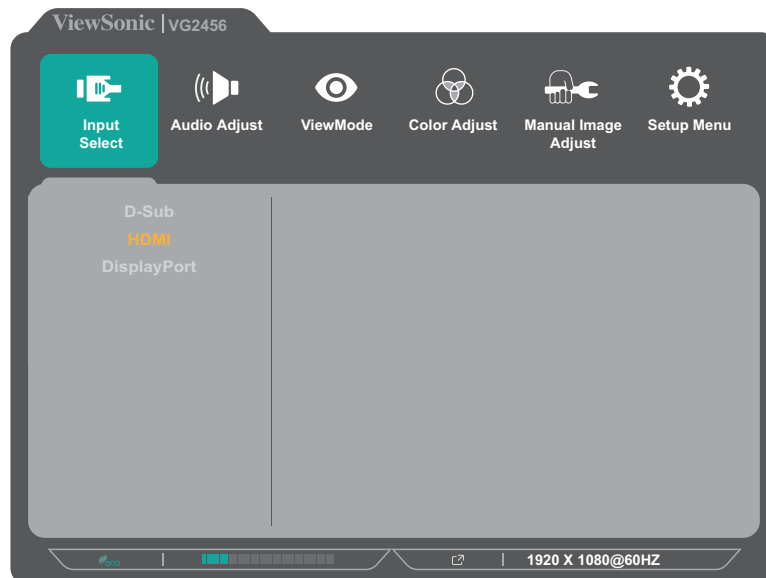 ViewSonic | VG2456
Input
Select
Audio Adjust
ViewMode
Color Adjust
Manual Image
Adjust
Setup Menu
D-Sub
HDMI
DisplayPort
eco
1920 X 1080@60HZ